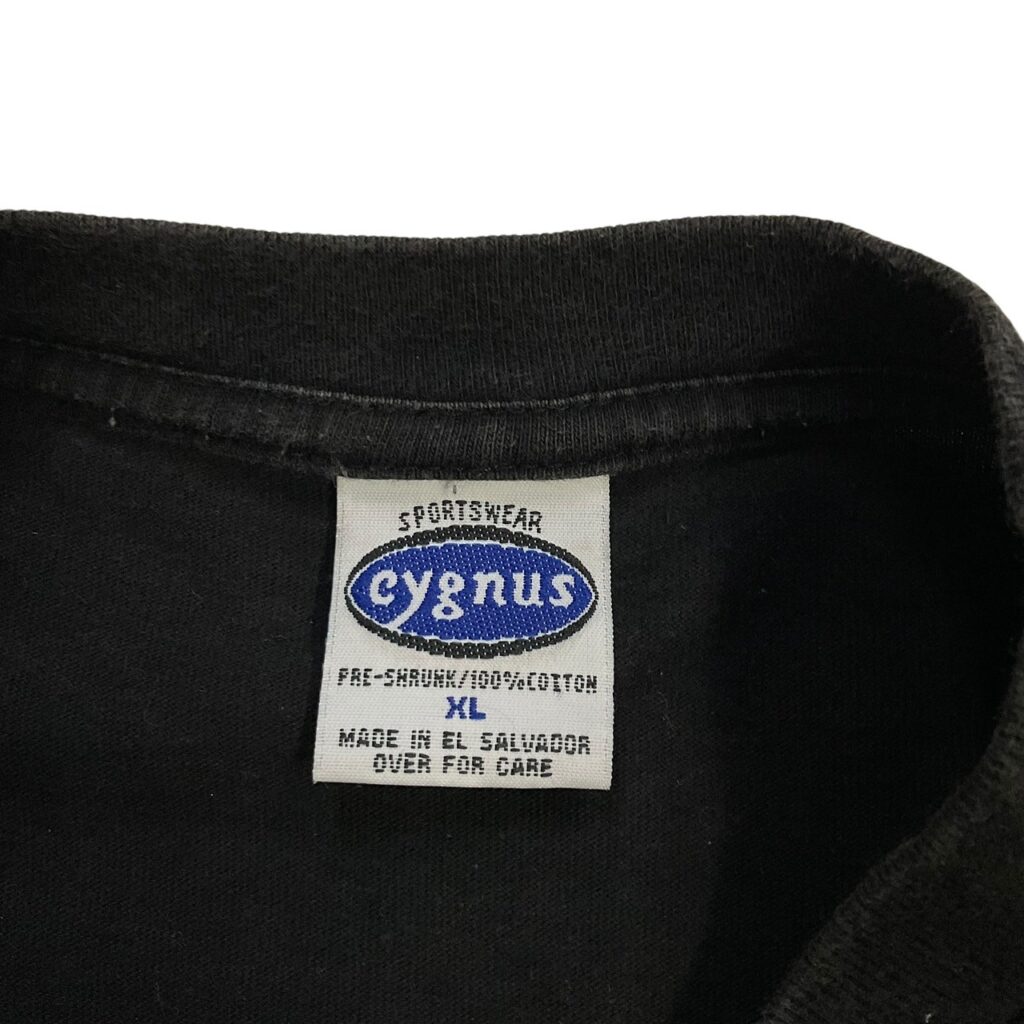 SPORTSWEAR
cygnus
PRE-SHRUNK/100%COTTON
XL
MADE IN EL SALVADOR
OVER FOR CARE